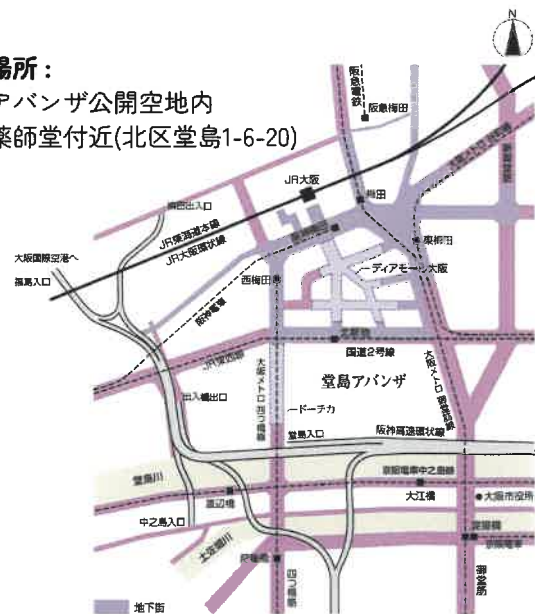 N
場所：
アバンザ公開空地内
薬師堂付近(北区堂島1-6-20)
阪急電鉄
阪急梅田
JR大阪
梅田
東梅田
JR東海道本線
JR大阪環状線
大阪国際空港へ
福島入口
西梅田
ディアモール大阪
阪神電車
国道2号線
JR東西線
堂島アバンザ
大阪メトロ 四つ橋線
大阪メトロ 御堂筋線
出入橋出口
ドーチカ
堂島入口
阪神高速環状線
堂島川
京阪電車中之島線
渡辺橋
大江橋
大阪市役所
中之島入口
土佐堀川
淀屋橋
京阪電車
肥後橋
四つ橋筋
御堂筋
地下街